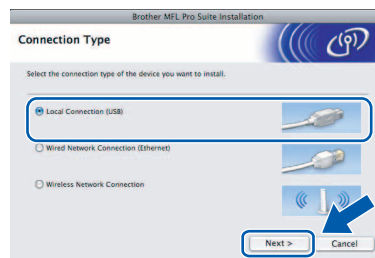 Brother MFL Pro Suite Installation
Connection Type
Select the connection type of the device you want to install.
Local Connection (USB)
Wired Network Connection (Ethernet)
Wireless Network Connection
Next >
Cancel